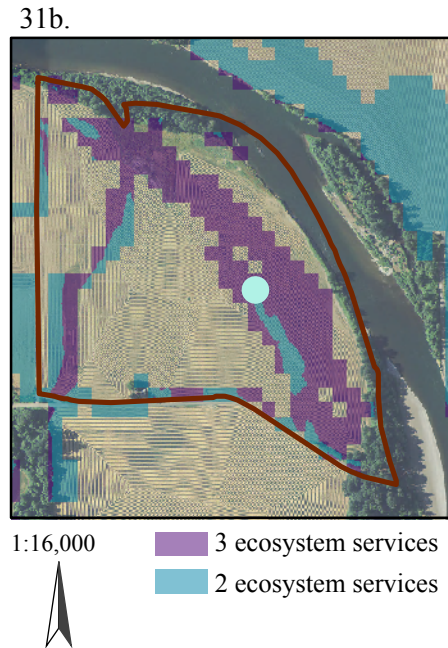 31b.
1:16,000
3 ecosystem services
2 ecosystem services